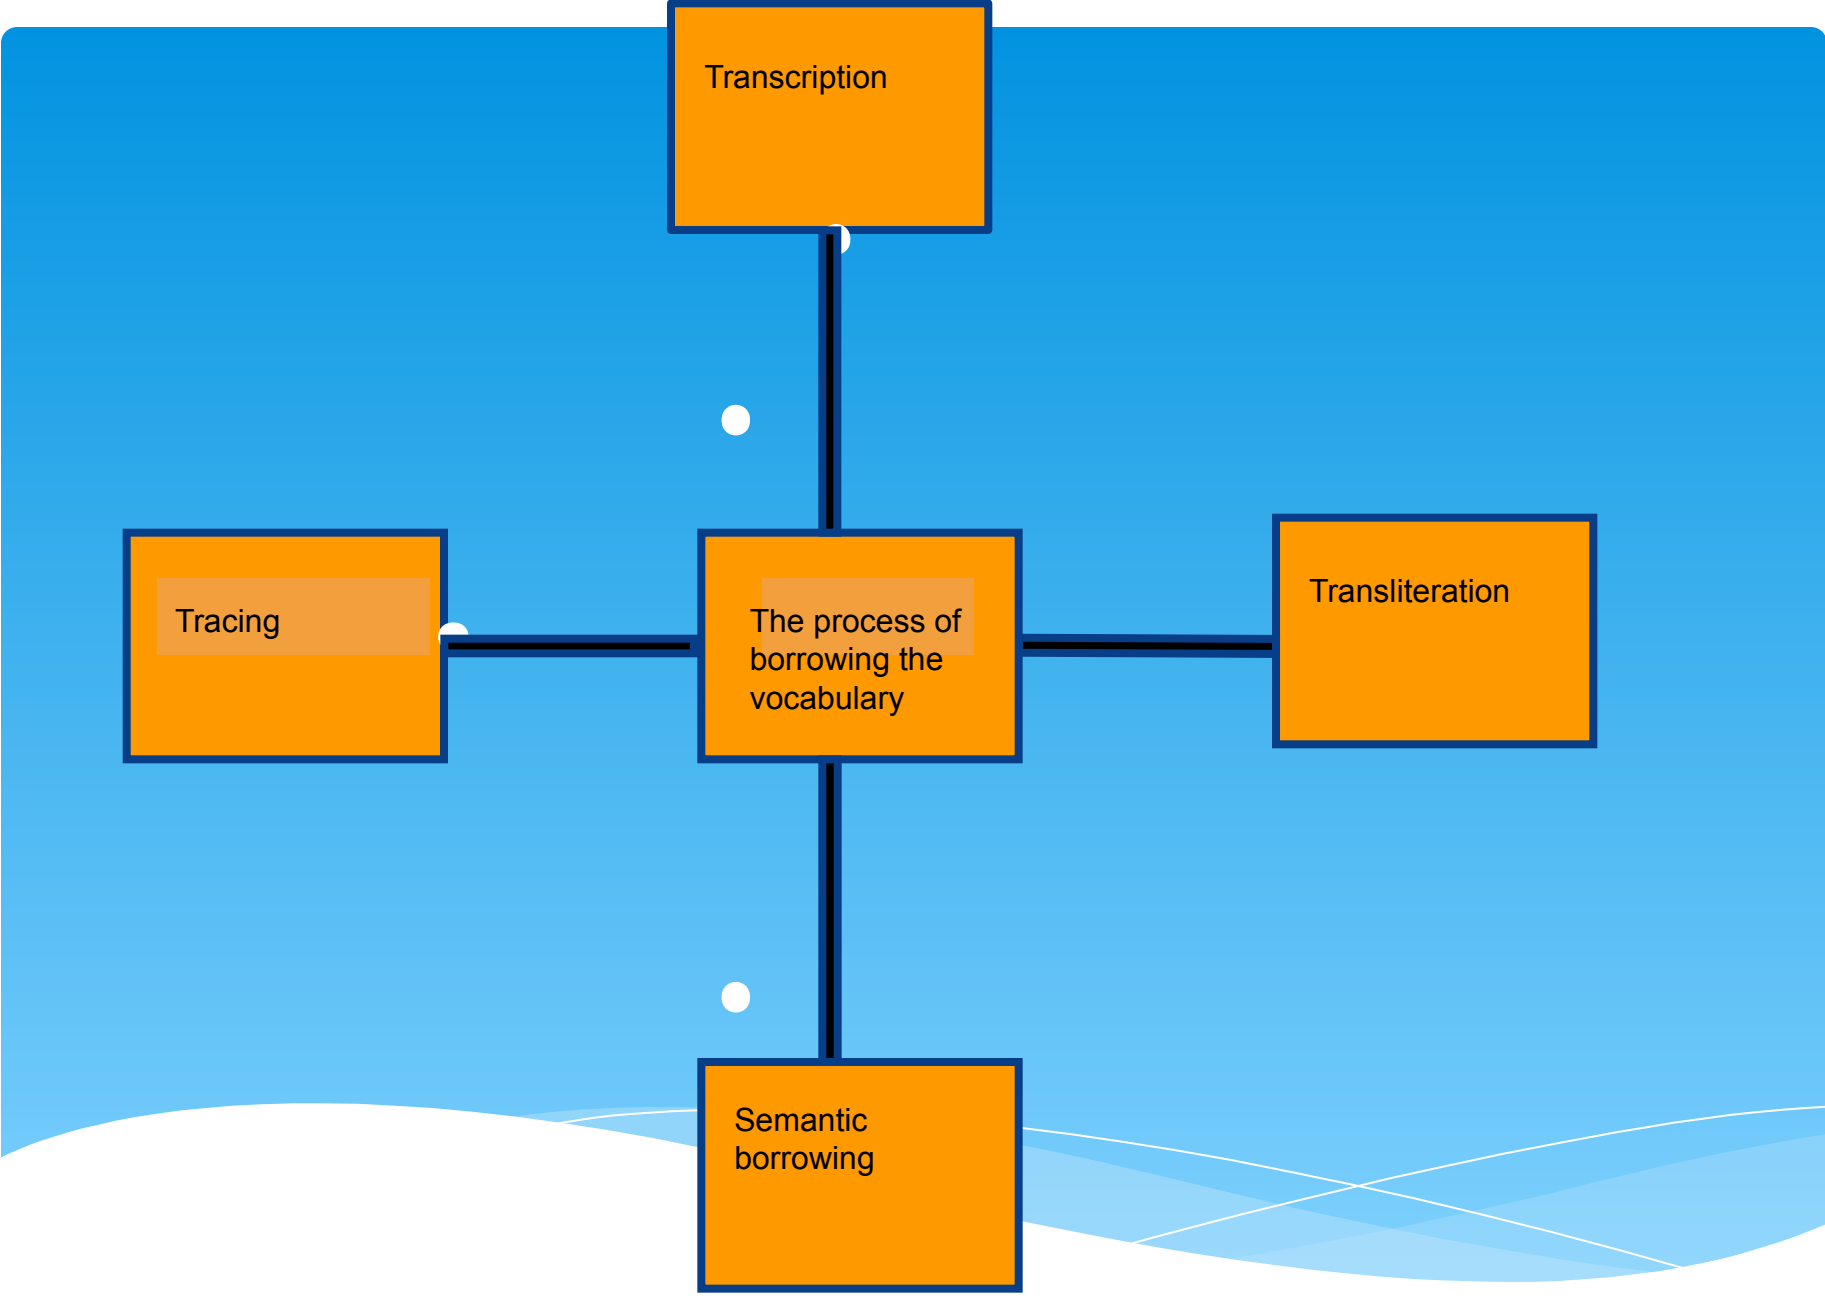 Transcription
Tracing
The process of
borrowing the
vocabulary
Transliteration
Semantic
borrowing